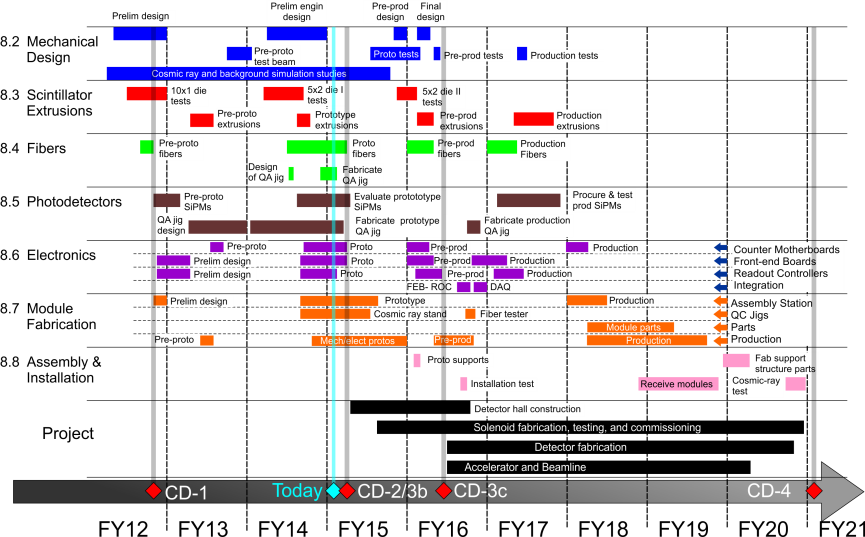 Prelim design
Prelim engin
design
Pre-prod
design
Final
design
8.2 Mechanical
Design
Pre-proto
test beam
Proto tests
Pre-prod tests
Production tests
Cosmic ray and background simulation studies
8.3 Scintillator
Extrusions
10x1 die
tests
5x2 die I
tests
5x2 die II
tests
Pre-proto
extrusions
Prototype
extrusions
Pre-prod
extrusions
Production
extrusions
8.4 Fibers
Pre-proto
fibers
Proto
fibers
Pre-prod
fibers
Production
Fibers
Design
of QA jig
Fabricate
QA jig
8.5 Photodetectors
Pre-proto
SiPMs
Evaluate protototype
SiPMs
Procure & test
prod SiPMs
QA jig
design
Fabricate prototype
QA jig
Fabricate production
QA jig
8.6 Electronics
Pre-proto
Proto
Pre-prod
Production
Counter Motherboards
Prelim design
Proto
Pre-prod
Production
Front-end Boards
Prelim design
Proto
Pre-prod
Production
Readout Controllers
FEB- ROC
DAQ
Integration
8.7 Module
Fabrication
Prelim design
Prototype
Production
Assembly Station
Cosmic ray stand
Fiber tester
QC Jigs
Module parts
Parts
Pre-proto
Mech/elect protos
Pre-prod
Production
Production
8.8 Assembly &
Installation
Proto supports
Fab support
structure parts
Installation test
Receive modules
Cosmic-ray
test
Project
Detector hall construction
Solenoid fabrication, testing, and commissioning
Detector fabrication
Accelerator and Beamline
CD-1
Today
CD-2/3b
CD-3c
CD-4
FY12
FY13
FY14
FY15
FY16
FY17
FY18
FY19
FY20
FY21